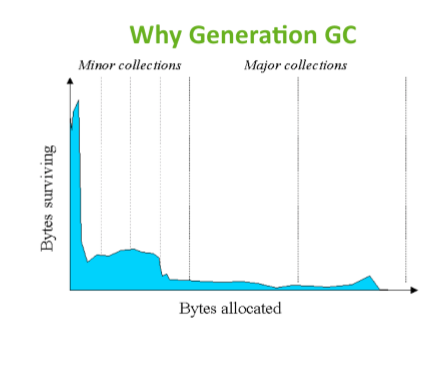 Why Generation GC
Minor collections
Major collections
Bytes surviving
Bytes allocated